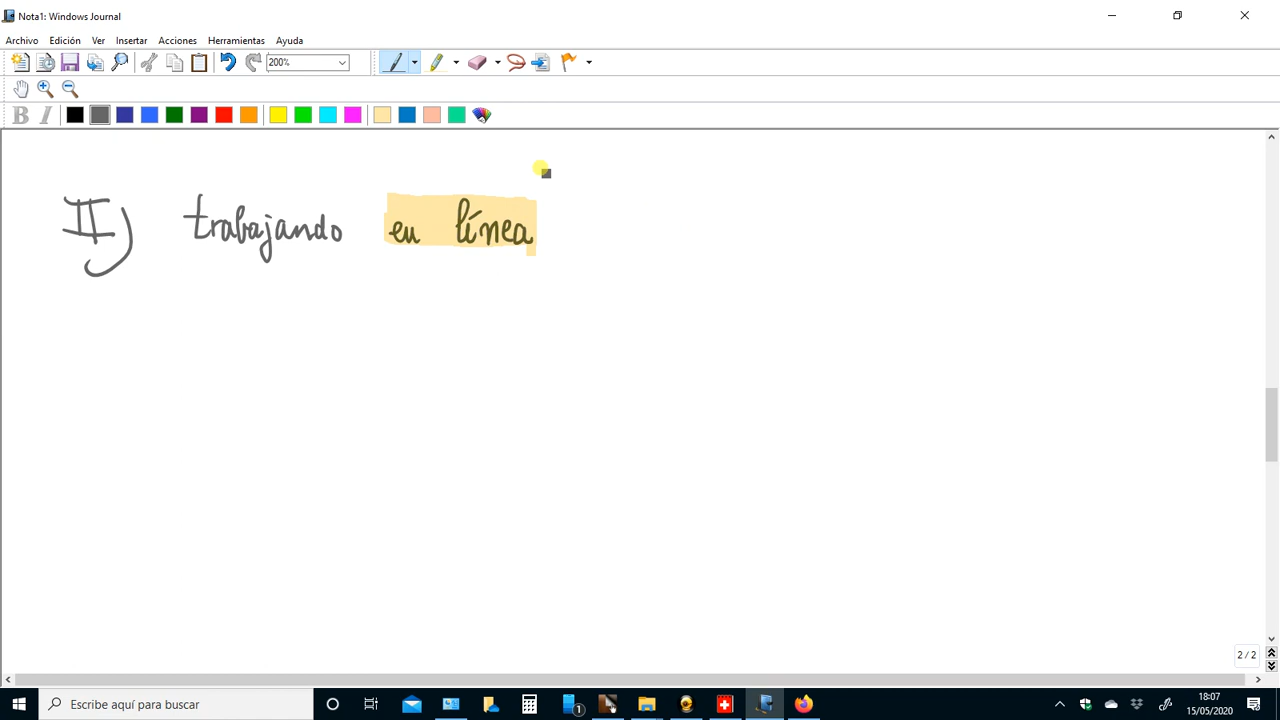 Nota1: Windows Journal
Archivo Edición Ver Insertar Acciones Herramientas Ayuda
200%
B I
II) trabajando en línea
2 / 2
Escribe aquí para buscar
1
18:07
15/05/2020